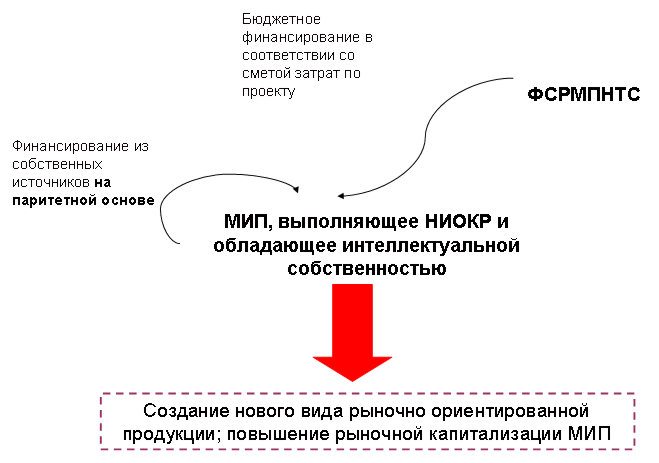 Бюджетное
финансирование в
соответствии со
сметой затрат по
проекту
ФСРМПНТС
Финансирование из
собственных
источников на
паритетной основе
МИП, выполняющее НИОКР и
обладающее интеллектуальной
собственностью
Создание нового вида рыночно ориентированной
продукции; повышение рыночной капитализации МИП